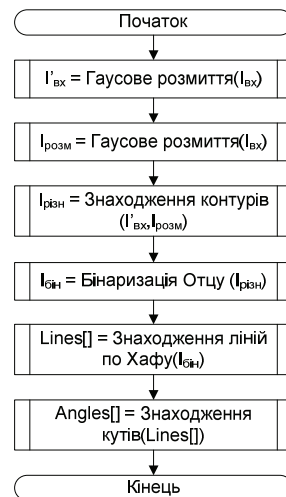 Початок
I'вх = Гаусове розмиття(Iвх)
Iрозм = Гаусове розмиття(Iвх)
Iрізн = Знаходження контурів
(I'вх,Iрозм)
Iбін = Бінаризація Отцу (Iрізн)
Lines[] = Знаходження ліній
по Хафу(Iбін)
Angles[] = Знаходження
кутів(Lines[])
Кінець